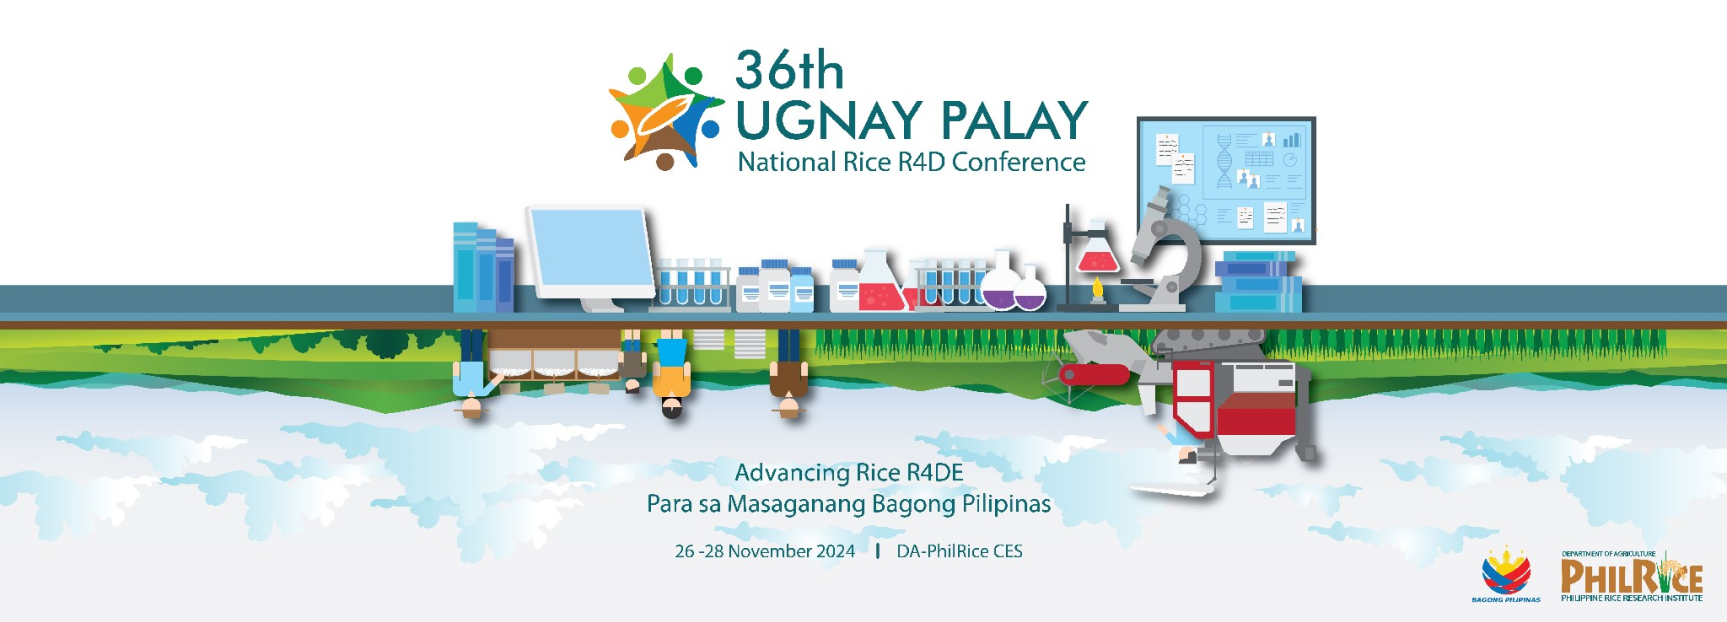 36th
UGNAY PALAY
National Rice R4D Conference
Advancing Rice R4DE
Para sa Masaganang Bagong Pilipinas
26 -28 November 2024 | DA-PhilRice CES
BAGONG PILIPINAS
DEPARTMENT OF AGRICULTURE
PHILRICE
PHILIPPINE RICE RESEARCH INSTITUTE